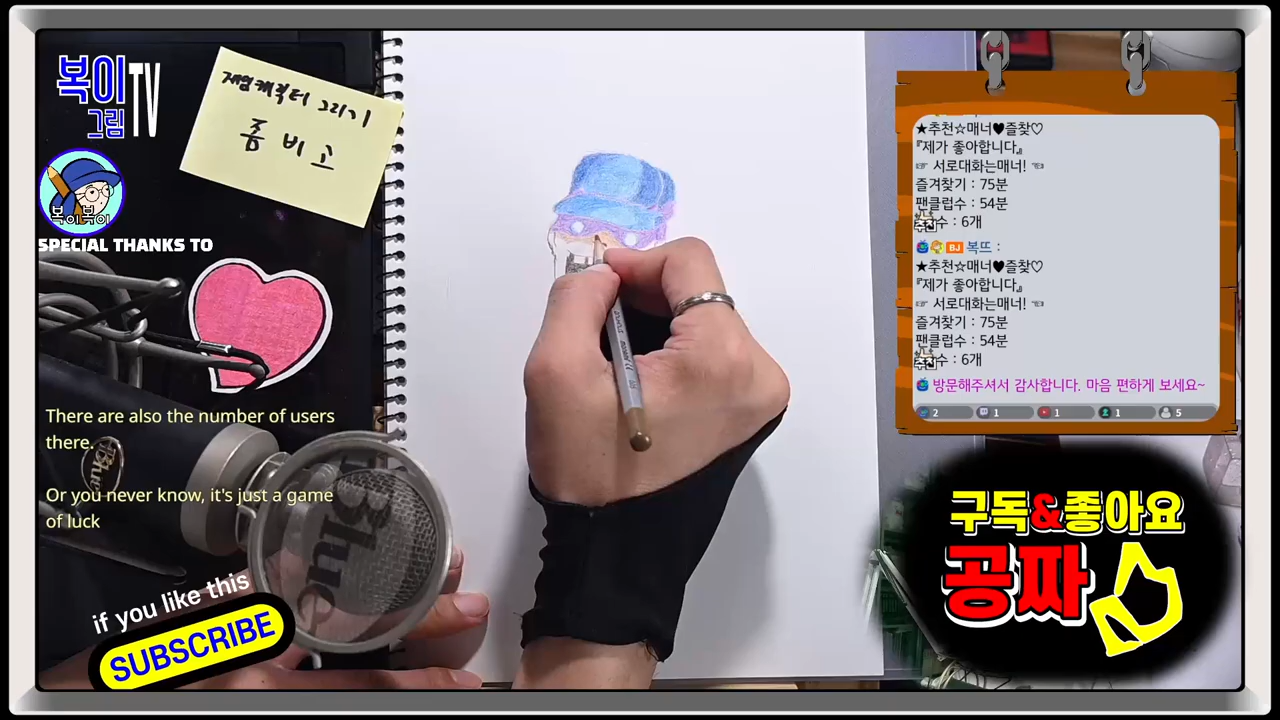 복이TV
그림
게임캐릭터 그리기
좀비고
복이복이
SPECIAL THANKS TO
There are also the number of users
there.
Or you never know, it's just a game
of luck
Blue
Blue
if you like this
SUBSCRIBE
★추천☆매너♥즐찾♡
『제가 좋아합니다』
☞ 서로대화는매너! ☜
즐겨찾기 : 75분
팬클럽수 : 54분
수 : 6개
BJ 복뜨 :
★추천☆매너♥즐찾♡
『제가 좋아합니다』
☞ 서로대화는매너! ☜
즐겨찾기 : 75분
팬클럽수 : 54분
수 : 6개
방문해주셔서 감사합니다. 마음 편하게 보세요~
2 1 1 1 5
구독&좋아요
공짜